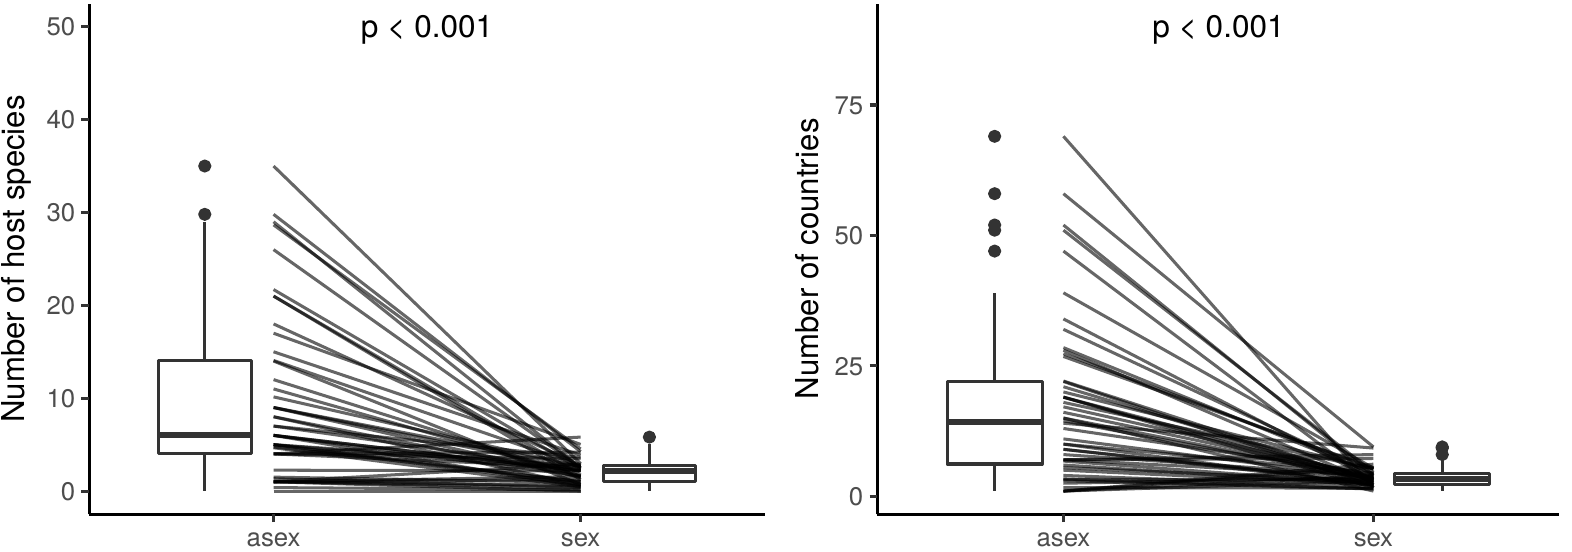 p < 0.001
Number of host species
50
40
30
20
10
0
asex sex
p < 0.001
Number of countries
75
50
25
0
asex sex